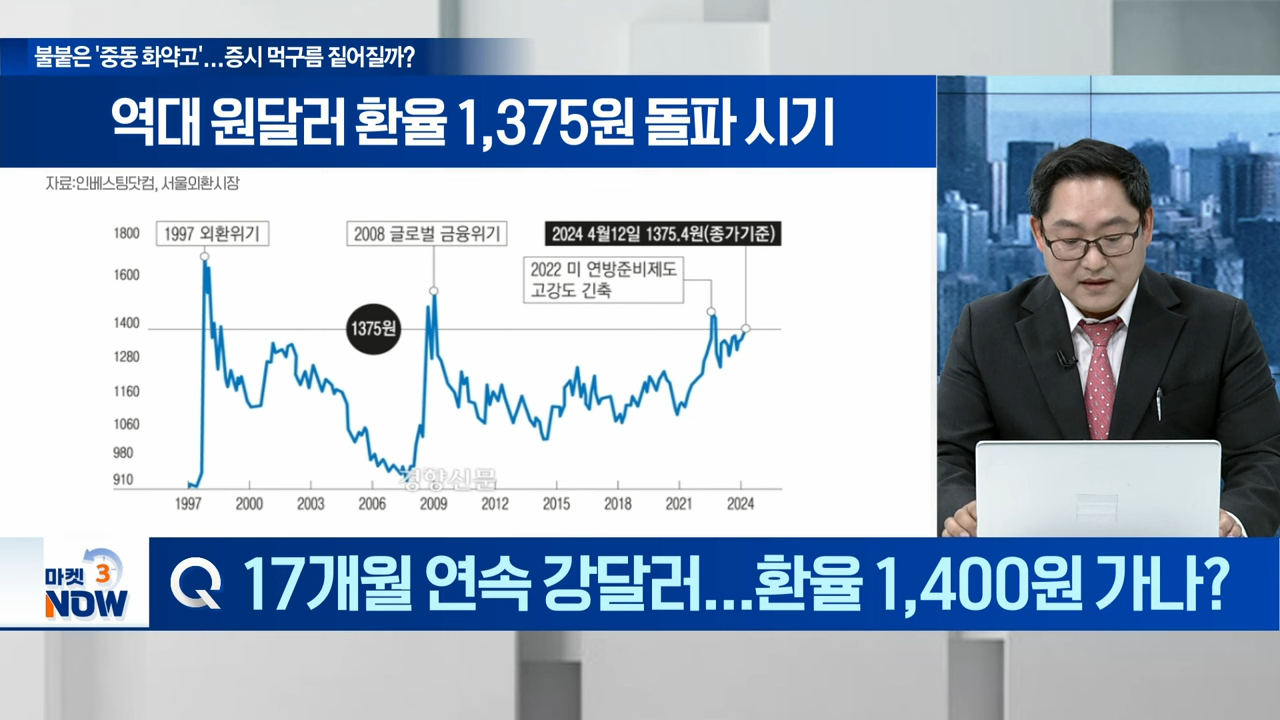 불붙은 '중동 화약고'...증시 먹구름 짙어질까?
역대 원달러 환율 1,375원 돌파 시기
자료:인베스팅닷컴, 서울외환시장
1997 외환위기
2008 글로벌 금융위기
2024 4월12일 1375.4원(종가기준)
2022 미 연방준비제도
고강도 긴축
1375원
1800
1600
1400
1280
1160
1060
980
910
경향신문
1997 2000 2003 2006 2009 2012 2015 2018 2021 2024
마켓 3
NOW
Q 17개월 연속 강달러...환율 1,400원 가나?